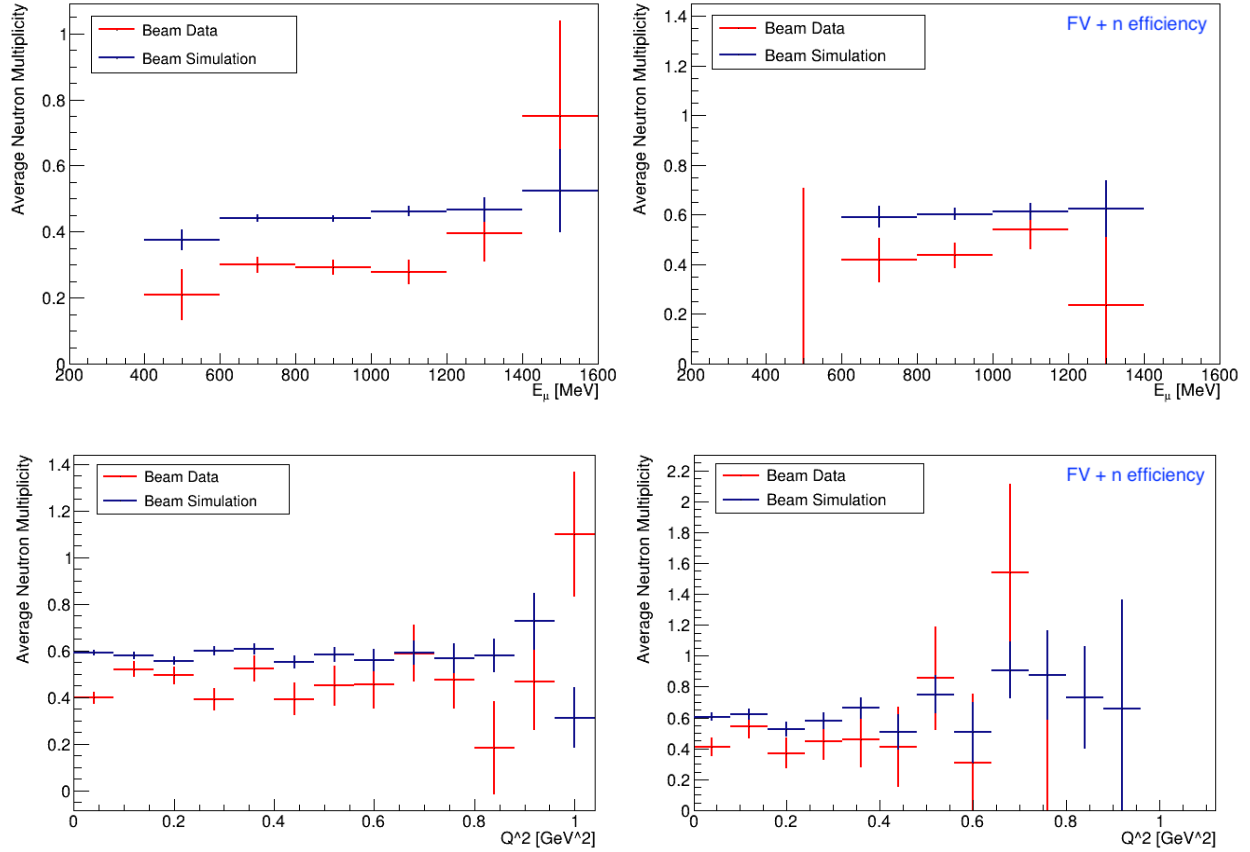 Average Neutron Multiplicity
Beam Data
Beam Simulation
1
0.8
0.6
0.4
0.2
0
200 400 600 800 1000 1200 1400 1600
E_μ [MeV]
Average Neutron Multiplicity
Beam Data
Beam Simulation
FV + n efficiency
1.4
1.2
1
0.8
0.6
0.4
0.2
0
200 400 600 800 1000 1200 1400 1600
E_μ [MeV]
Average Neutron Multiplicity
Beam Data
Beam Simulation
1.4
1.2
1
0.8
0.6
0.4
0.2
0
0 0.2 0.4 0.6 0.8 1
Q^2 [GeV^2]
Average Neutron Multiplicity
Beam Data
Beam Simulation
FV + n efficiency
2.2
2
1.8
1.6
1.4
1.2
1
0.8
0.6
0.4
0.2
0
0 0.2 0.4 0.6 0.8 1
Q^2 [GeV^2]